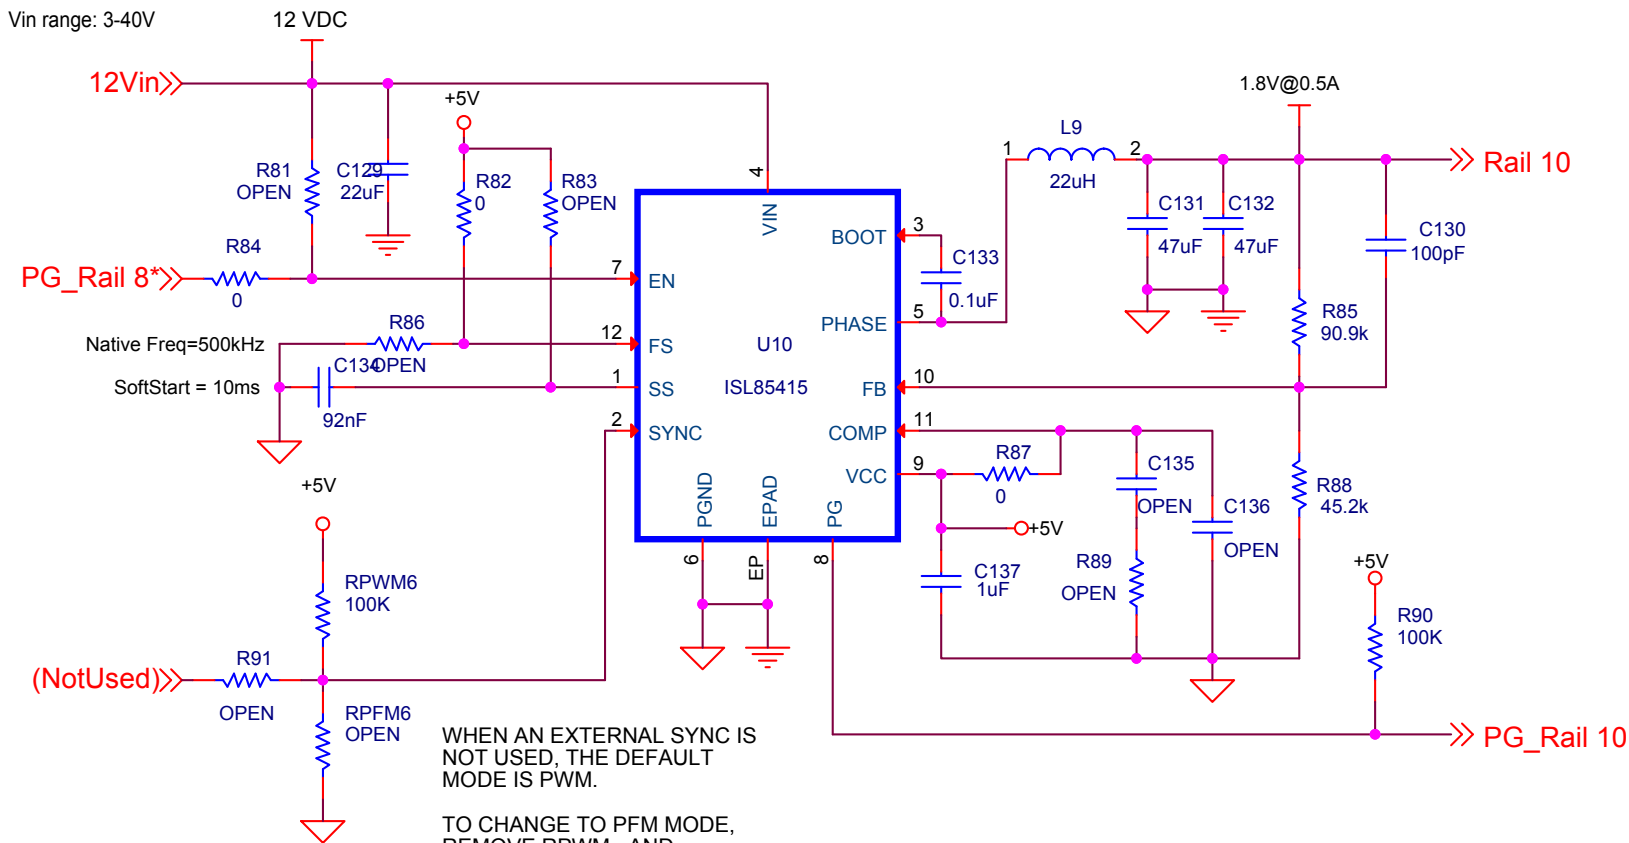 Vin range: 3-40V
12 VDC
12Vin
+5V
1.8V@0.5A
L9
1
2
22uH
Rail 10
R81
OPEN
C129
22uF
R82
0
R83
OPEN
4
VIN
BOOT
3
C133
0.1uF
C131
47uF
C132
47uF
C130
100pF
R84
0
PG_Rail 8*
7
EN
PHASE
5
R85
90.9k
Native Freq=500kHz
R86
OPEN
12
FS
U10
ISL85415
SoftStart = 10ms
C134
92nF
1
SS
FB
10
2
SYNC
COMP
11
VCC
9
R87
0
C135
OPEN
C136
OPEN
R88
45.2k
PGND
EPAD
PG
6
EP
8
+5V
+5V
C137
1uF
R89
OPEN
+5V
R90
100K
RPWM6
100K
(NotUsed)
R91
OPEN
RPFM6
OPEN
PG_Rail 10
WHEN AN EXTERNAL SYNC IS
NOT USED, THE DEFAULT
MODE IS PWM.
TO CHANGE TO PFM MODE,
REMOVE RPWM_ AND